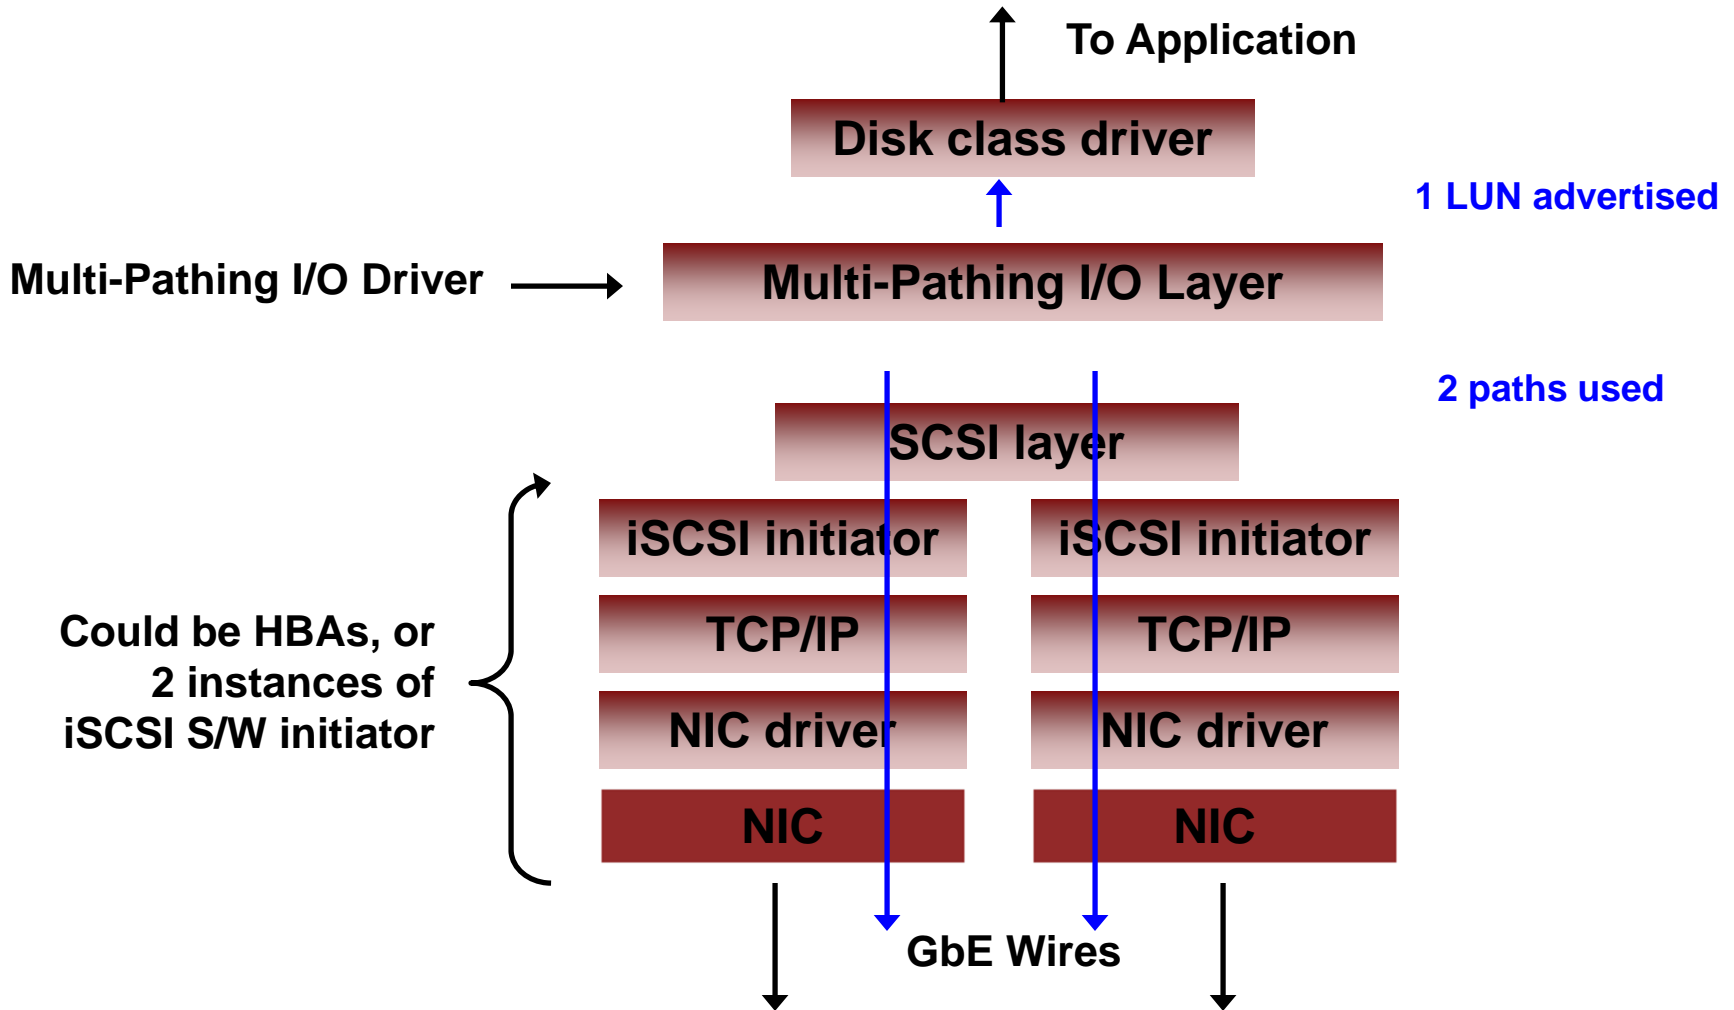 To Application
Disk class driver
1 LUN advertised
Multi-Pathing I/O Driver
Multi-Pathing I/O Layer
2 paths used
SCSI layer
iSCSI initiator
iSCSI initiator
Could be HBAs, or
2 instances of
iSCSI S/W initiator
TCP/IP
TCP/IP
NIC driver
NIC driver
NIC
NIC
GbE Wires